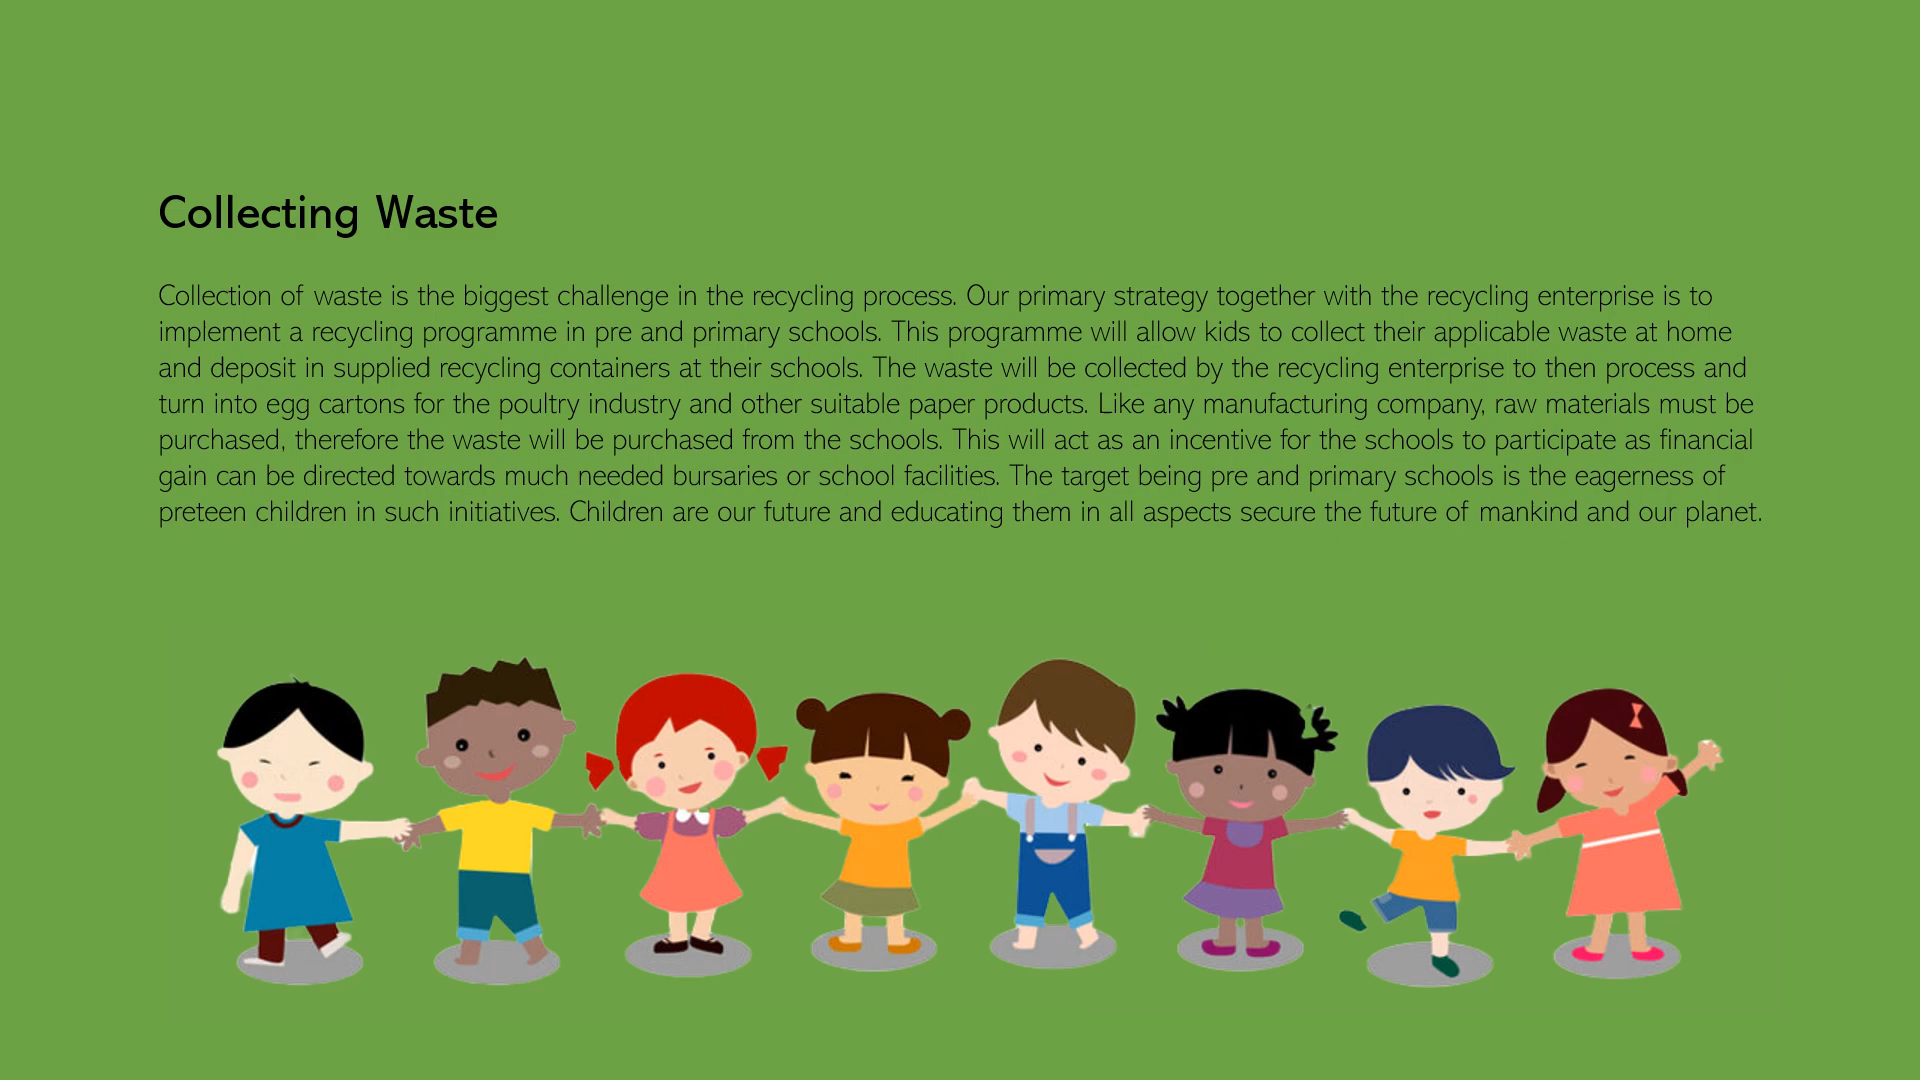 Collecting Waste
Collection of waste is the biggest challenge in the recycling process. Our primary strategy together with the recycling enterprise is to
implement a recycling programme in pre and primary schools. This programme will allow kids to collect their applicable waste at home
and deposit in supplied recycling containers at their schools. The waste will be collected by the recycling enterprise to then process and
turn into egg cartons for the poultry industry and other suitable paper products. Like any manufacturing company, raw materials must be
purchased, therefore the waste will be purchased from the schools. This will act as an incentive for the schools to participate as financial
gain can be directed towards much needed bursaries or school facilities. The target being pre and primary schools is the eagerness of
preteen children in such initiatives. Children are our future and educating them in all aspects secure the future of mankind and our planet.